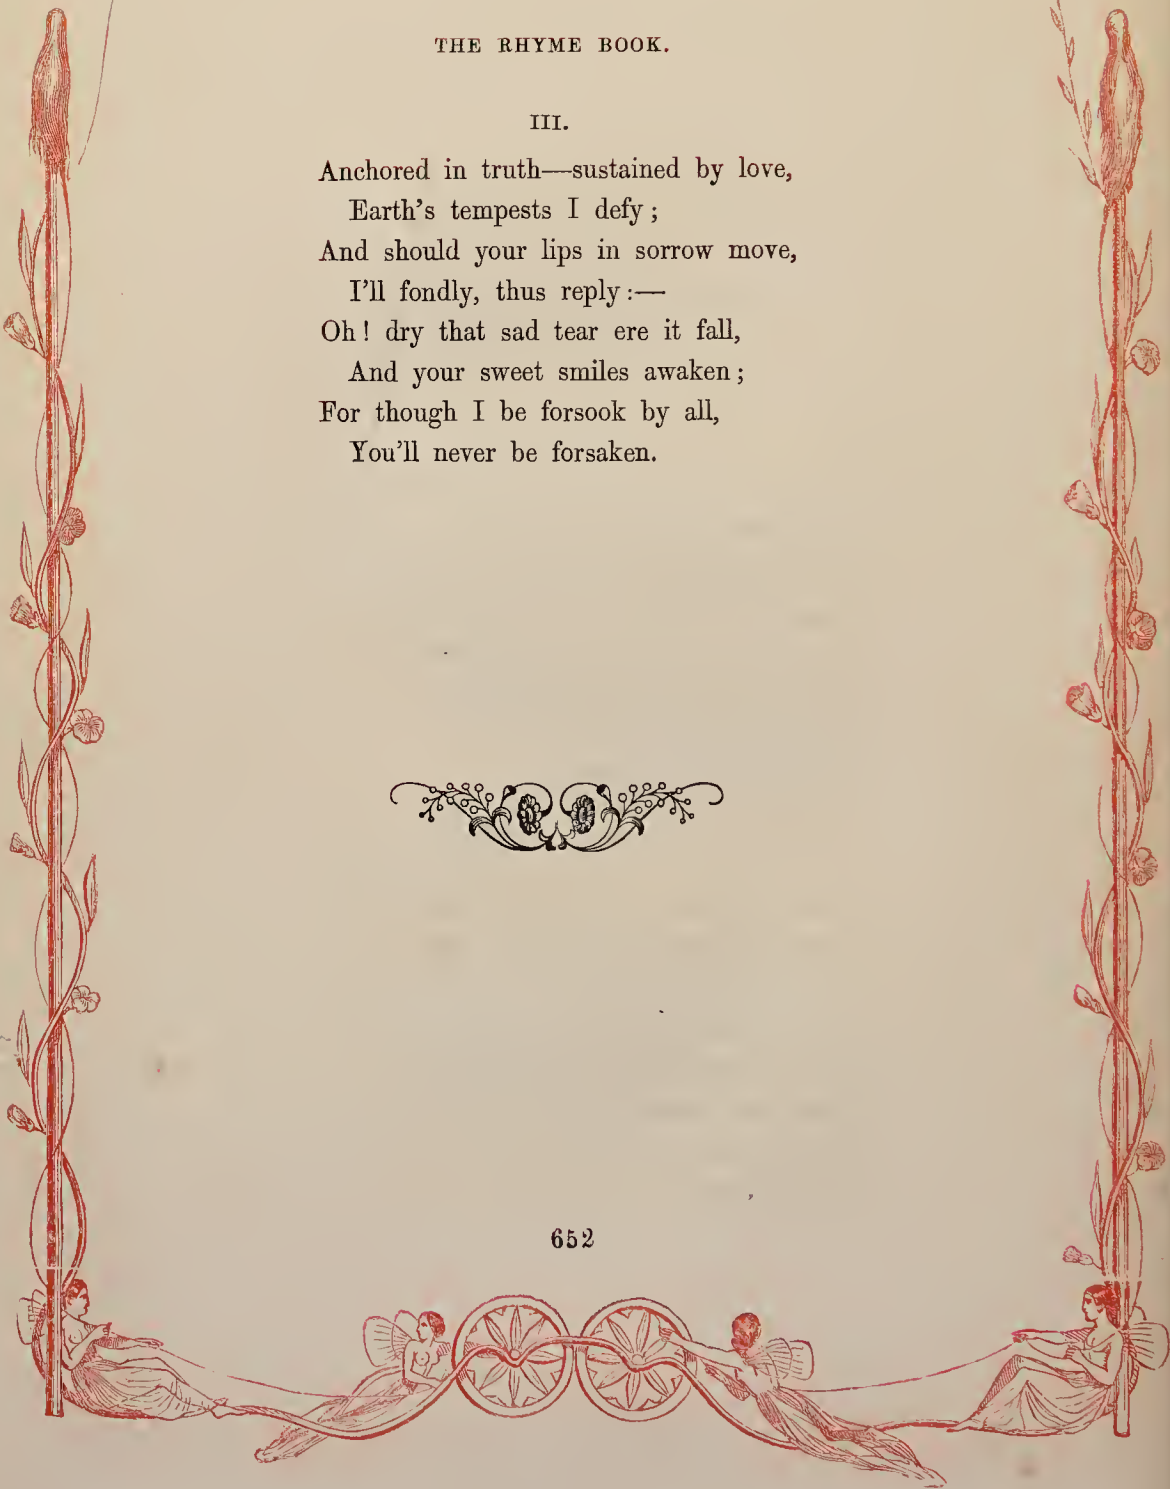 THE RHYME BOOK.
III.
Anchored in truth—sustained by love,
Earth's tempests I defy;
And should your lips in sorrow move,
I'll fondly, thus reply:—
Oh! dry that sad tear ere it fall,
And your sweet smiles awaken;
For though I be forsook by all,
You'll never be forsaken.
652